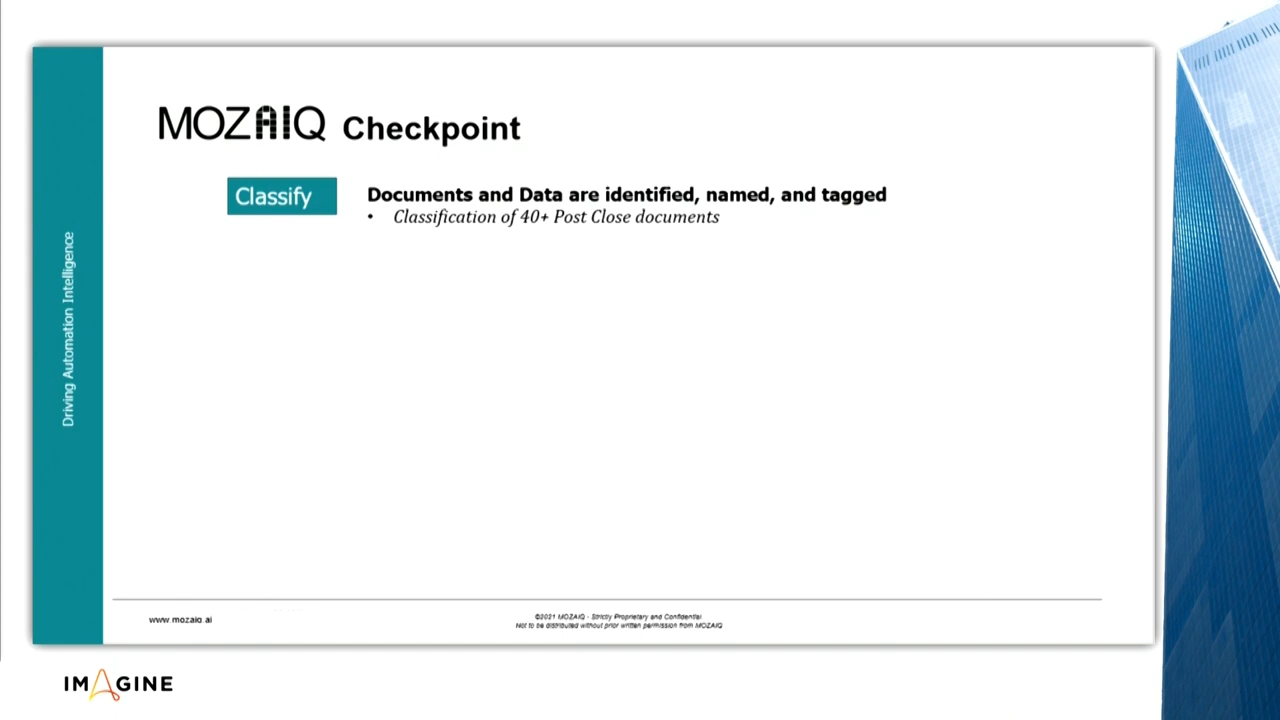 MOZAIQ Checkpoint
Classify
Documents and Data are identified, named, and tagged
• Classification of 40+ Post Close documents
Driving Automation Intelligence
www.mozaiq.ai
©2021 MOZAIQ - Strictly Proprietary and Confidential
Not to be distributed without prior written permission from MOZAIQ
IMAGINE